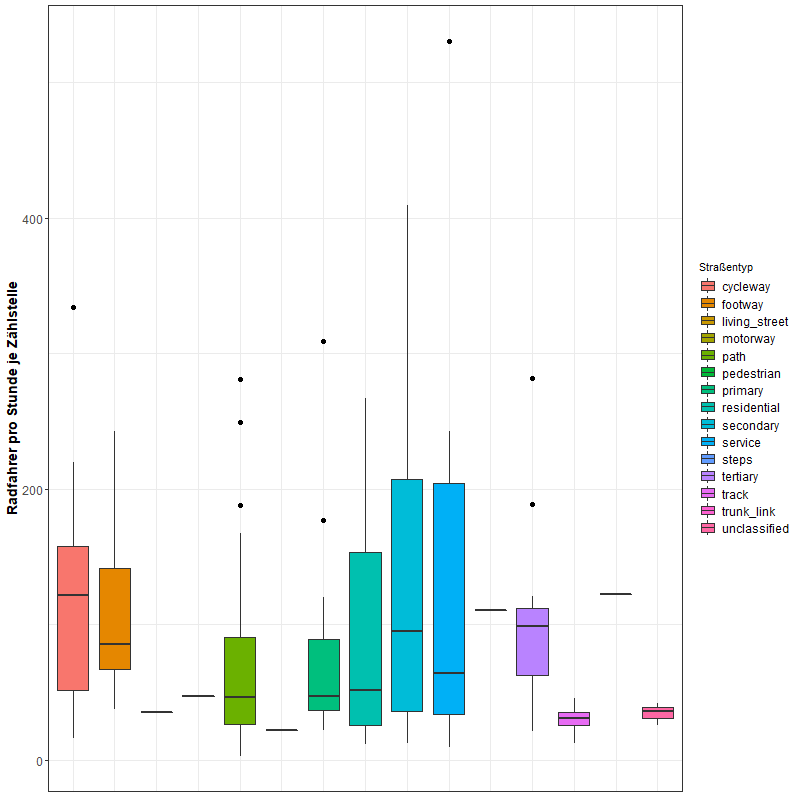 Radfahrer pro Stunde je Zählstelle
400
200
0
Straßentyp
cycleway
footway
living_street
motorway
path
pedestrian
primary
residential
secondary
service
steps
tertiary
track
trunk_link
unclassified